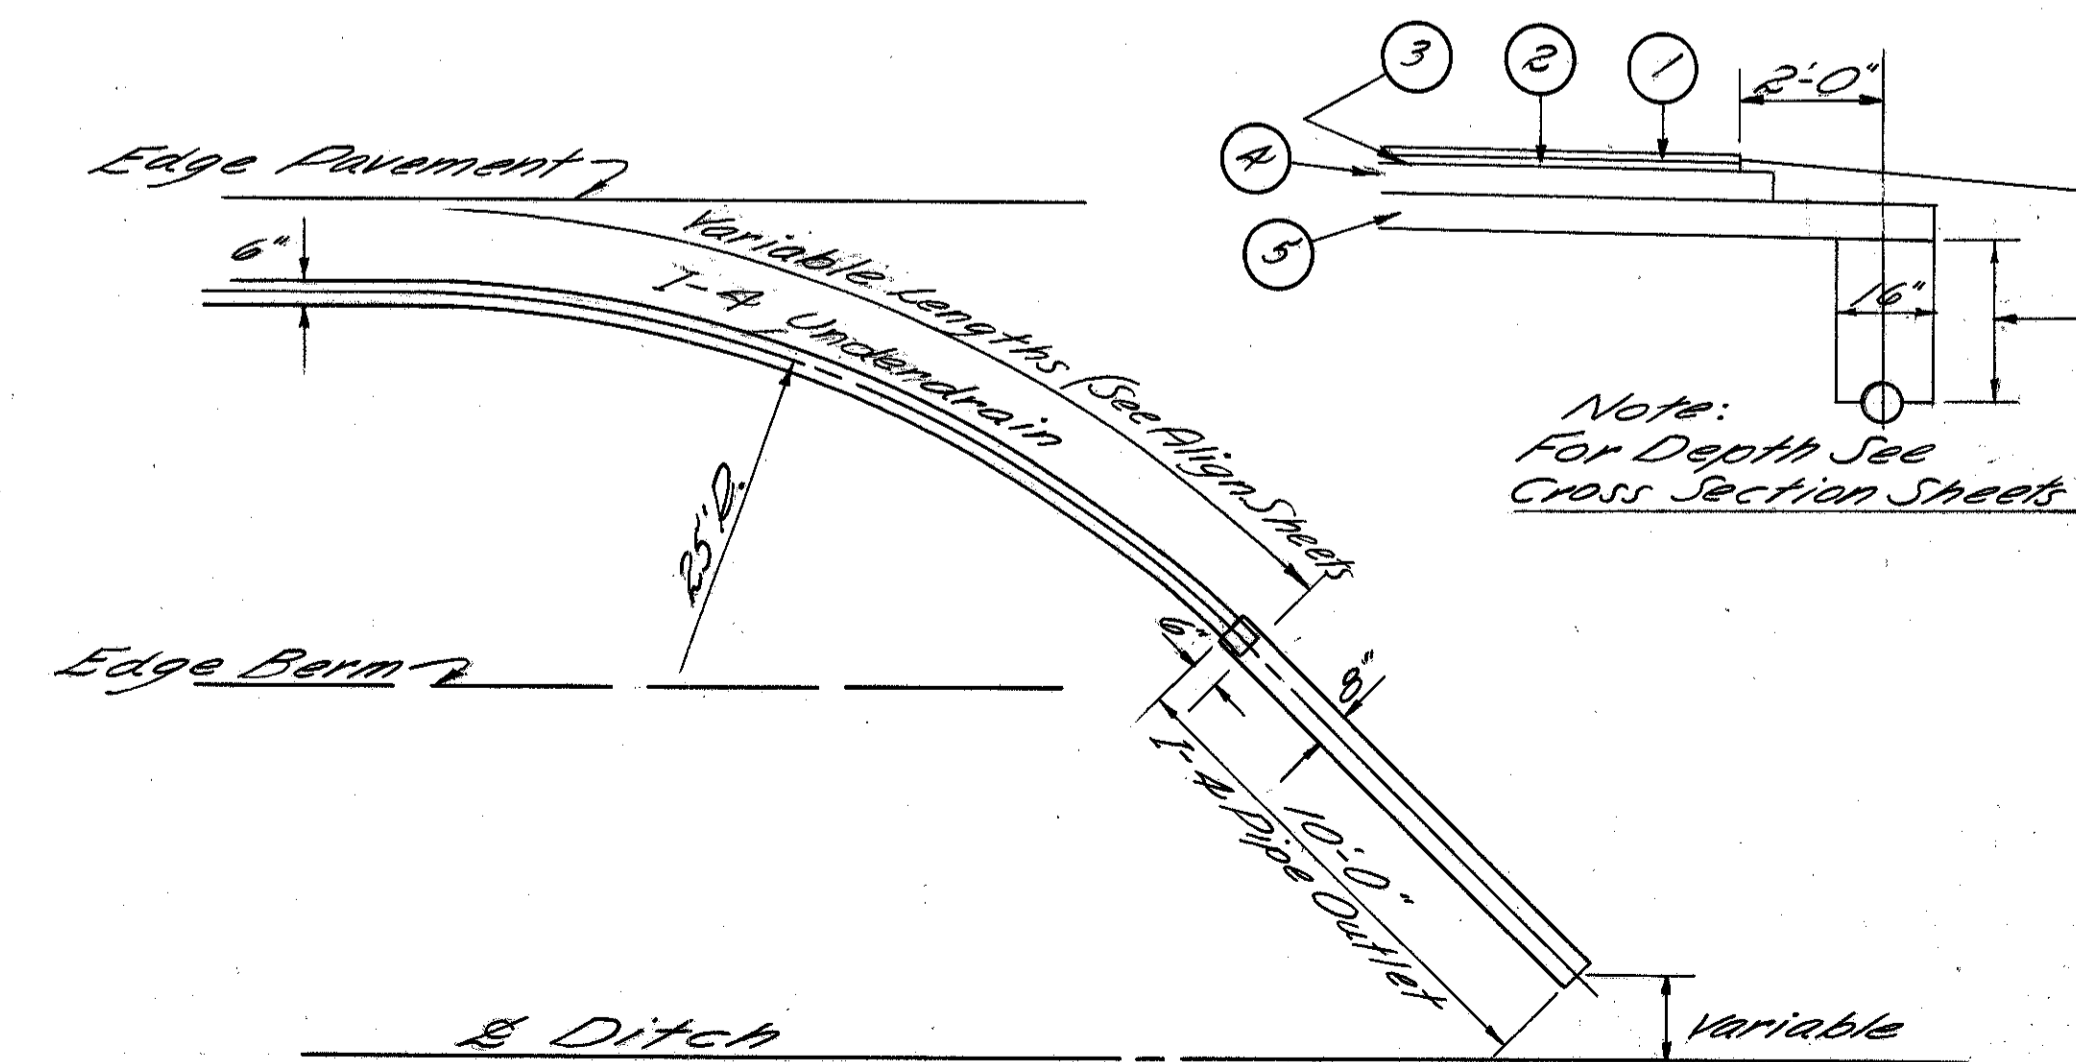 3
2
1
2'-0"
Edge Pavement
4
5
6"
Variable Lengths (See Align. Sheets
I-4 Underdrain
16"
Note:
For Depth See
Cross Section Sheets
Edge Berm
6"
8"
I-4 Pipe Outlet
10'-0"
℄ Ditch
Variable